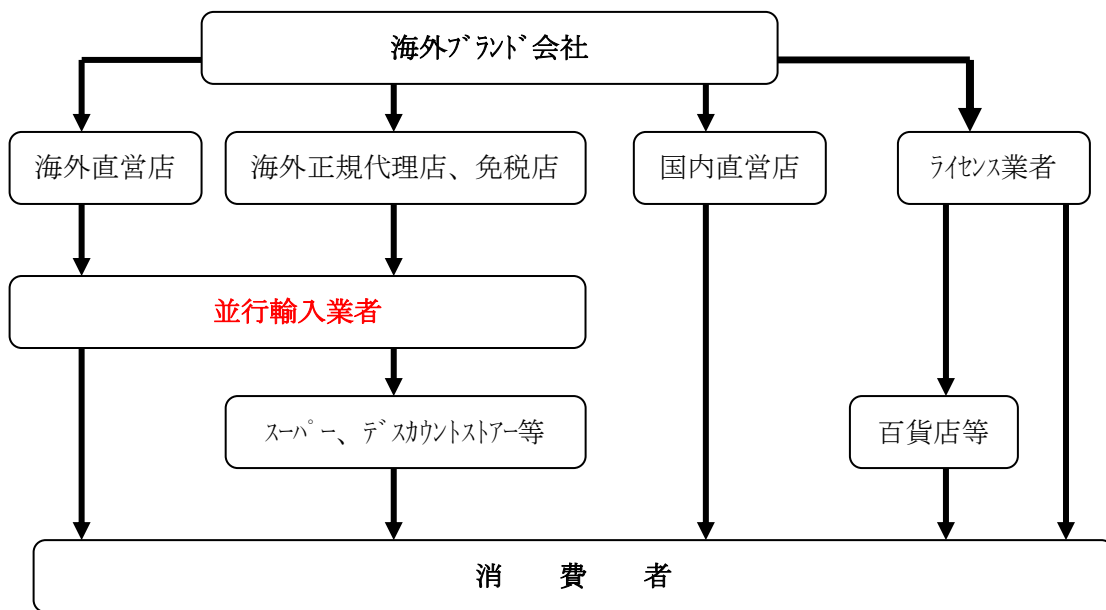 海外ﾌﾞﾗﾝﾄﾞ会社
海外直営店
海外正規代理店、免税店
国内直営店
ﾗｲｾﾝｽ業者
並行輸入業者
ｽｰﾊﾟｰ、ﾃﾞｽｶｳﾝﾄｽﾄｱｰ等
百貨店等
消　費　者